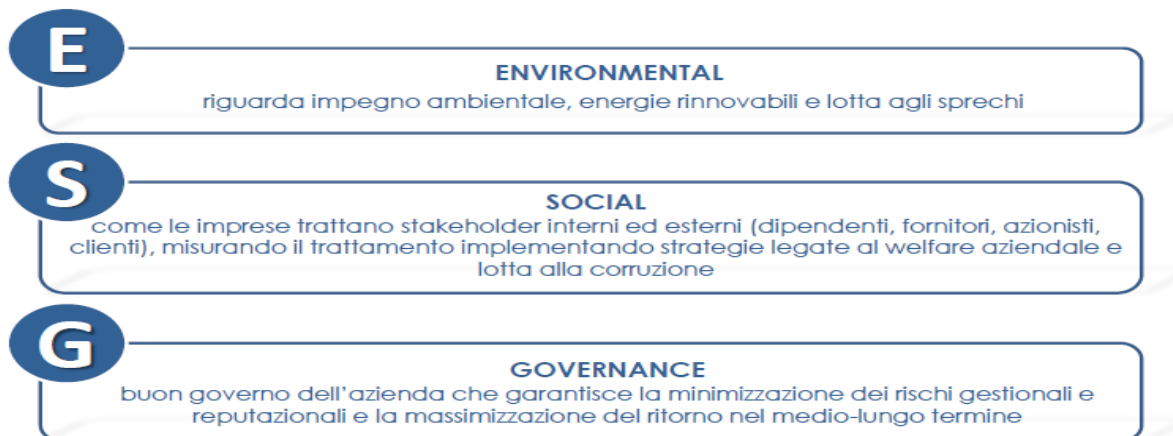 E
ENVIRONMENTAL
riguarda impegno ambientale, energie rinnovabili e lotta agli sprechi
S
SOCIAL
come le imprese trattano stakeholder interni ed esterni (dipendenti, fornitori, azionisti,
clienti), misurando il trattamento implementando strategie legate al welfare aziendale e
lotta alla corruzione
G
GOVERNANCE
buon governo dell'azienda che garantisce la minimizzazione dei rischi gestionali e
reputazionali e la massimizzazione del ritorno nel medio-lungo termine